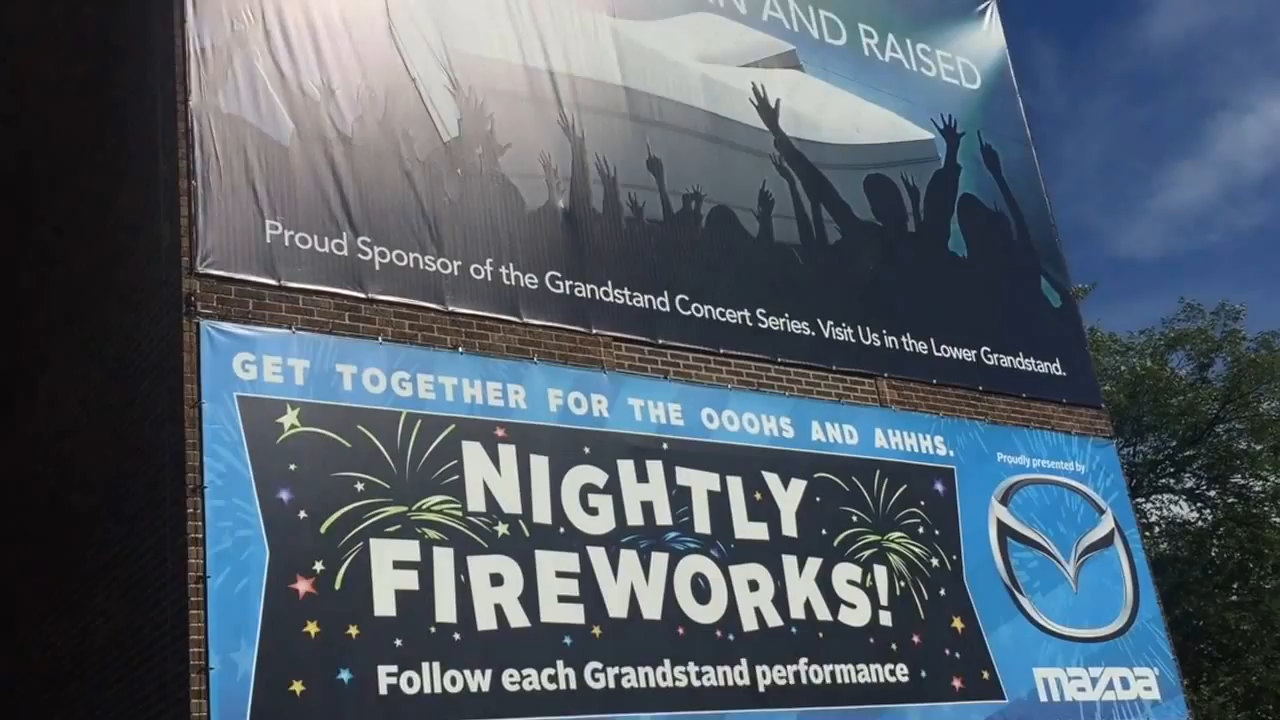 AND RAISED
Proud Sponsor of the Grandstand Concert Series. Visit Us in the Lower Grandstand.
GET TOGETHER FOR THE OOOHS AND AHHHS.
Proudly presented by
NIGHTLY
FIREWORKS!
Follow each Grandstand performance
mazda